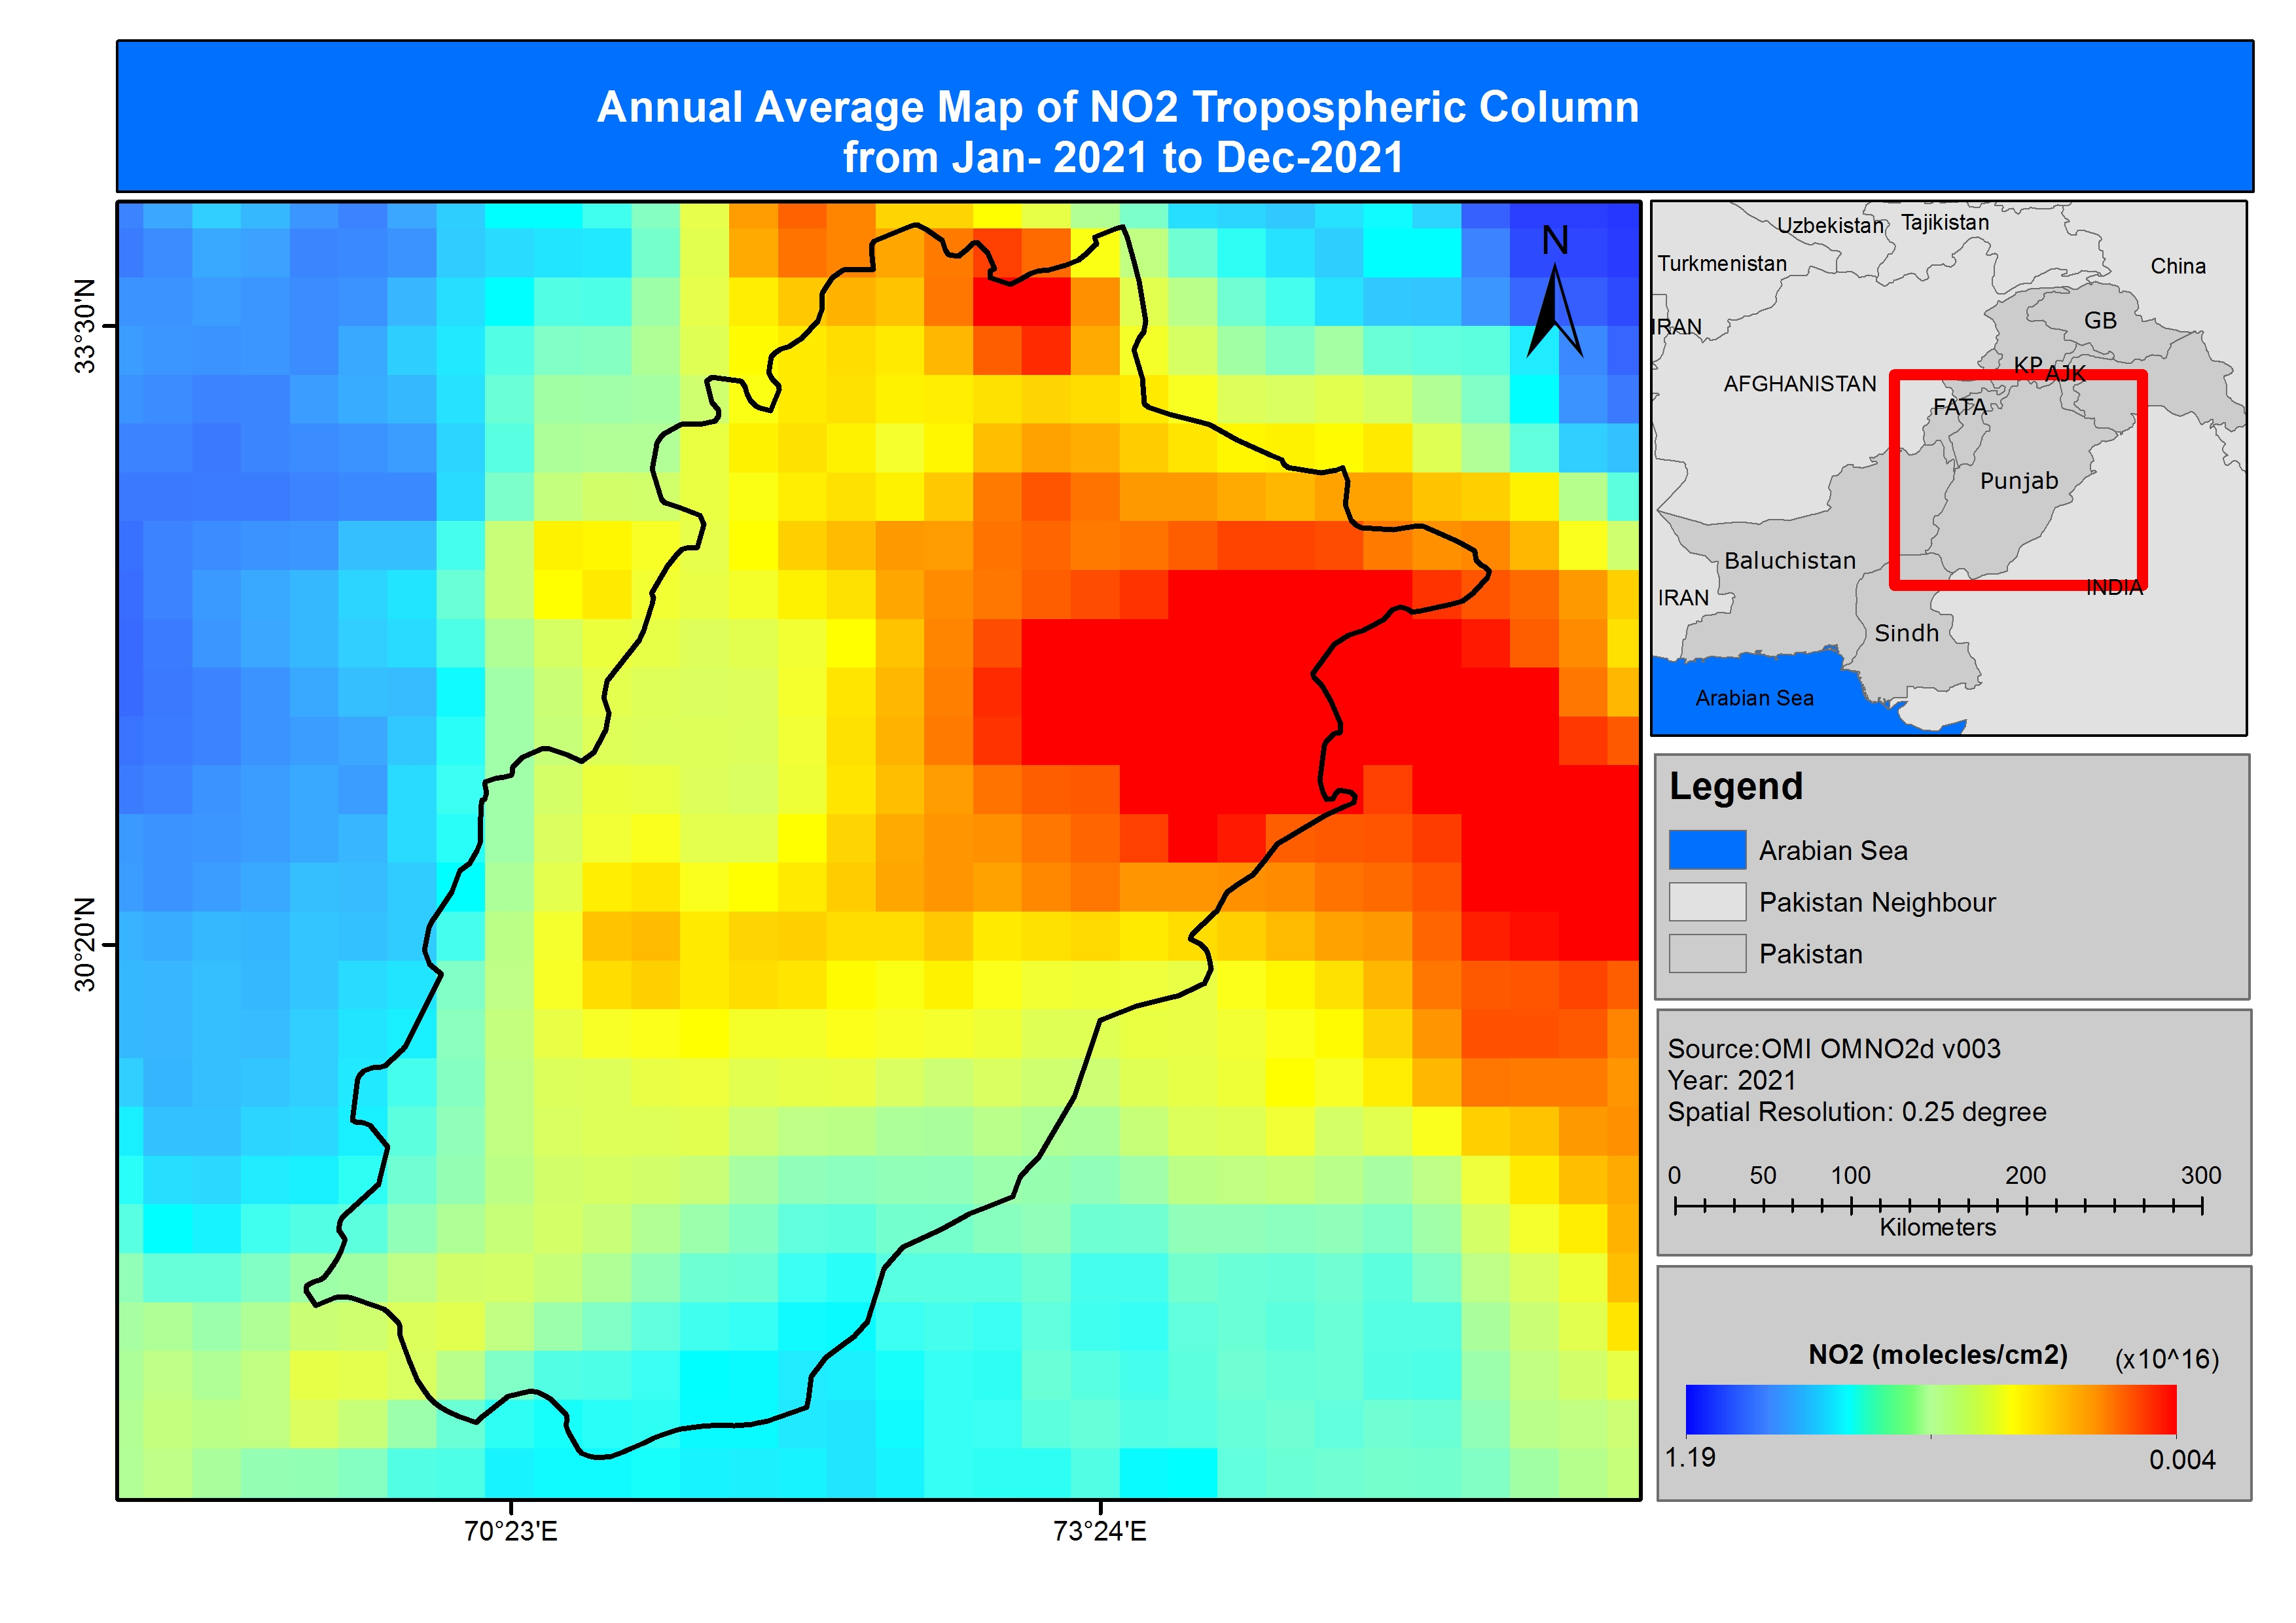 Annual Average Map of NO2 Tropospheric Column
from Jan- 2021 to Dec-2021
33°30'N
30°20'N
70°23'E
73°24'E
N
Uzbekistan
Tajikistan
Turkmenistan
China
IRAN
GB
KP
AJK
AFGHANISTAN
FATA
Punjab
Baluchistan
IRAN
INDIA
Sindh
Arabian Sea
Legend
Arabian Sea
Pakistan Neighbour
Pakistan
Source:OMI OMNO2d v003
Year: 2021
Spatial Resolution: 0.25 degree
0 50 100 200 300
Kilometers
NO2 (molecles/cm2) (x10^16)
1.19 0.004